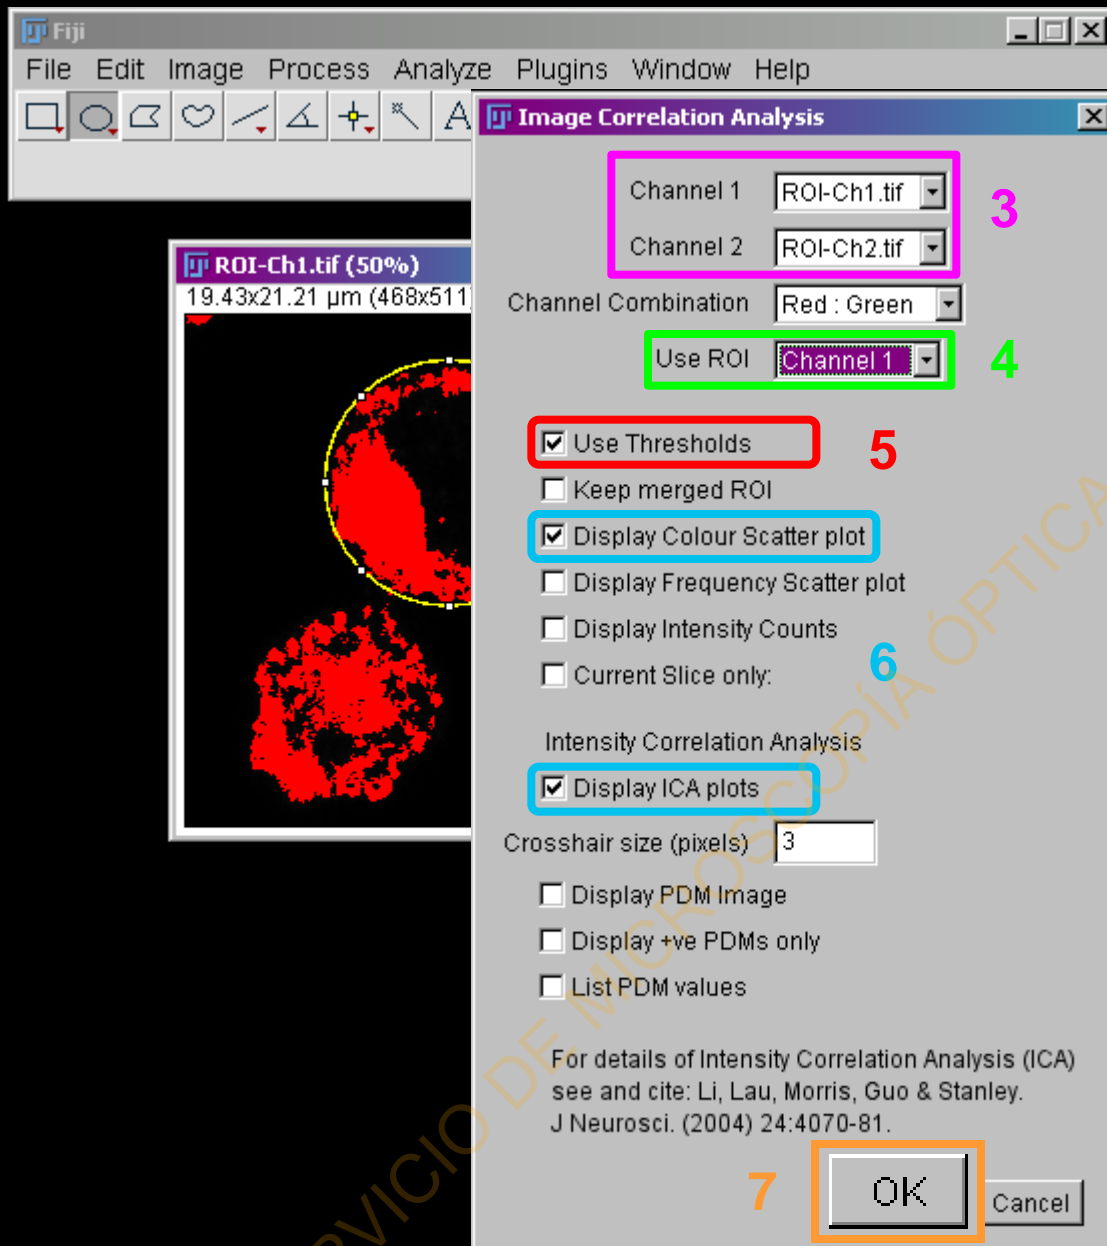 Fiji
File Edit Image Process Analyze Plugins Window Help
A
Image Correlation Analysis
Channel 1 ROI-Ch1.tif
3
Channel 2 ROI-Ch2.tif
Channel Combination Red : Green
Use ROI Channel 1
4
ROI-Ch1.tif (50%)
19.43x21.21 µm (468x511)
Use Thresholds
5
Keep merged ROI
Display Colour Scatter plot
Display Frequency Scatter plot
Display Intensity Counts
6
Current Slice only:
Intensity Correlation Analysis
Display ICA plots
Crosshair size (pixels) 3
Display PDM Image
Display +ve PDMs only
List PDM values
For details of Intensity Correlation Analysis (ICA)
see and cite: Li, Lau, Morris, Guo & Stanley.
J Neurosci. (2004) 24:4070-81.
7
OK
Cancel
RVICIO DE MICROSCOPÍA ÓPTICA